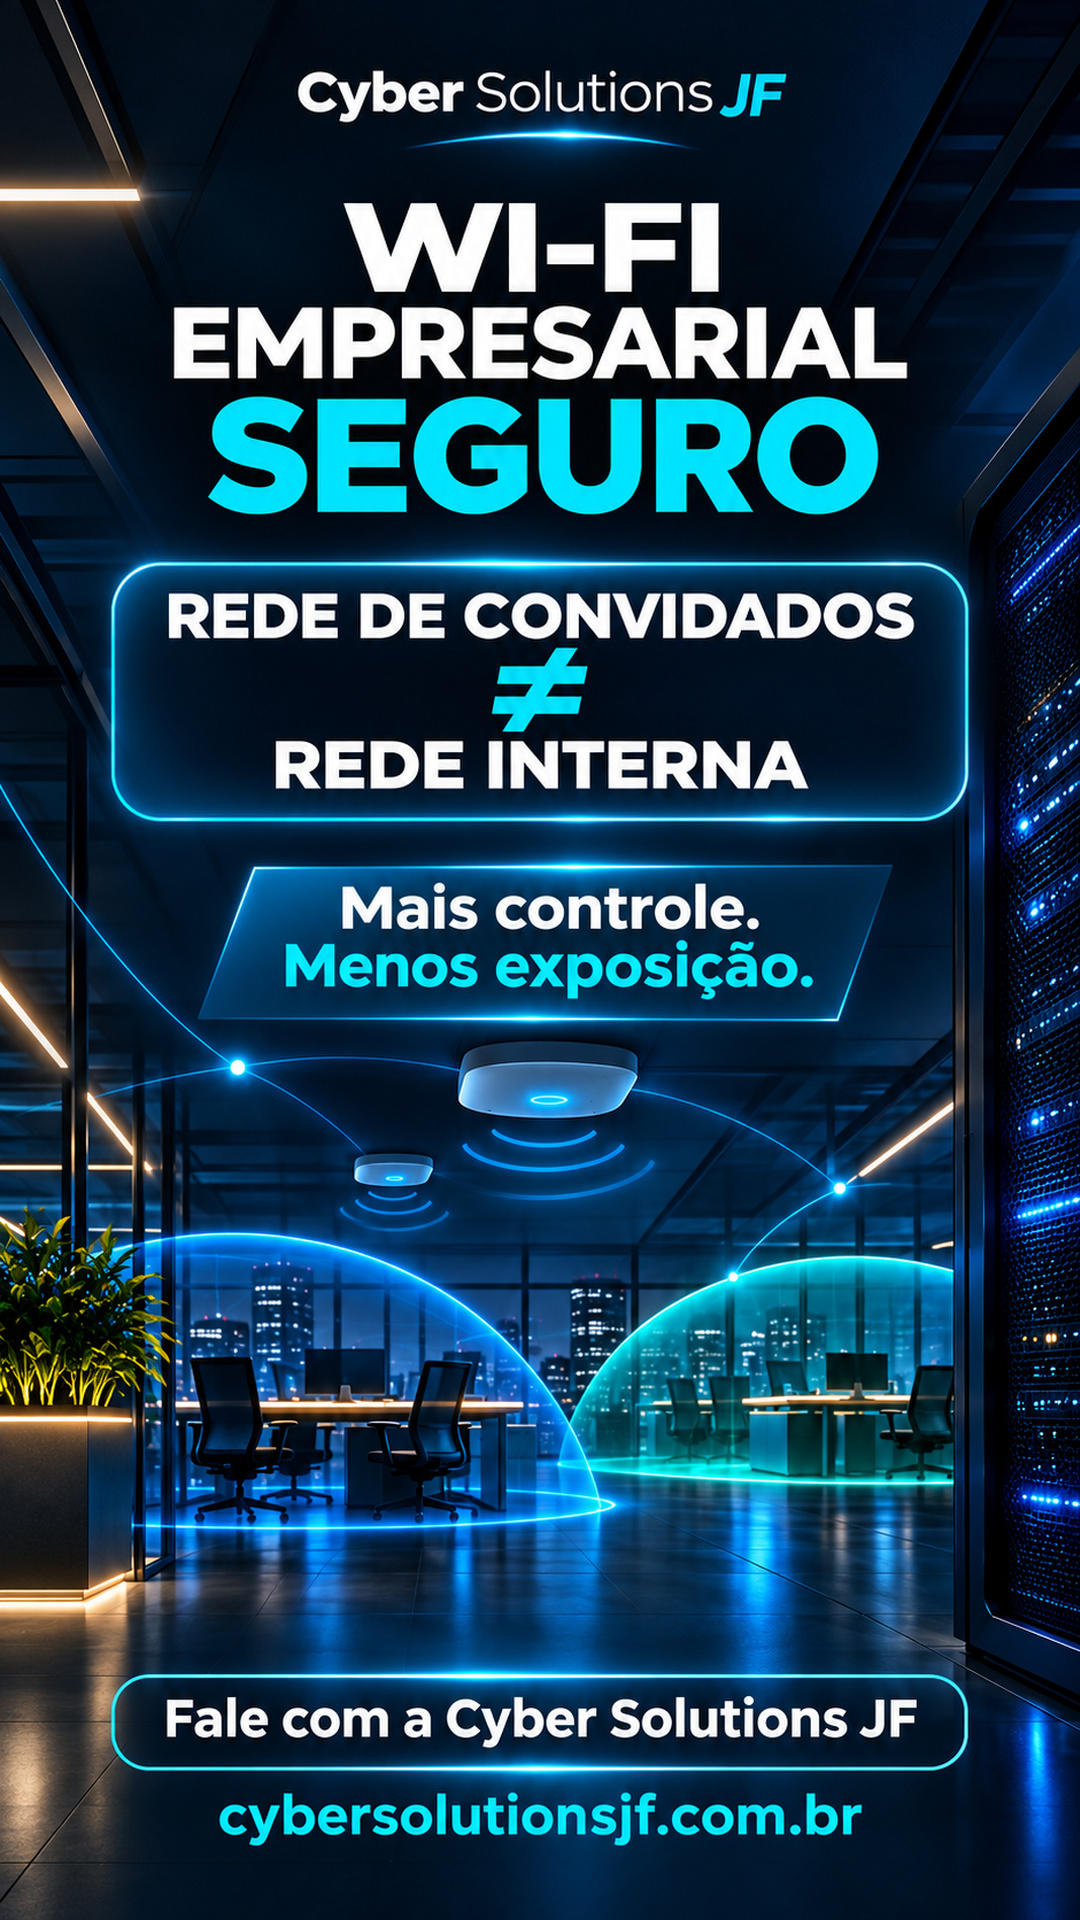 Cyber Solutions JF
WI-FI
EMPRESARIAL
SEGURO
REDE DE CONVIDADOS
≠
REDE INTERNA
Mais controle.
Menos exposição.
Fale com a Cyber Solutions JF
cybersolutionsjf.com.br